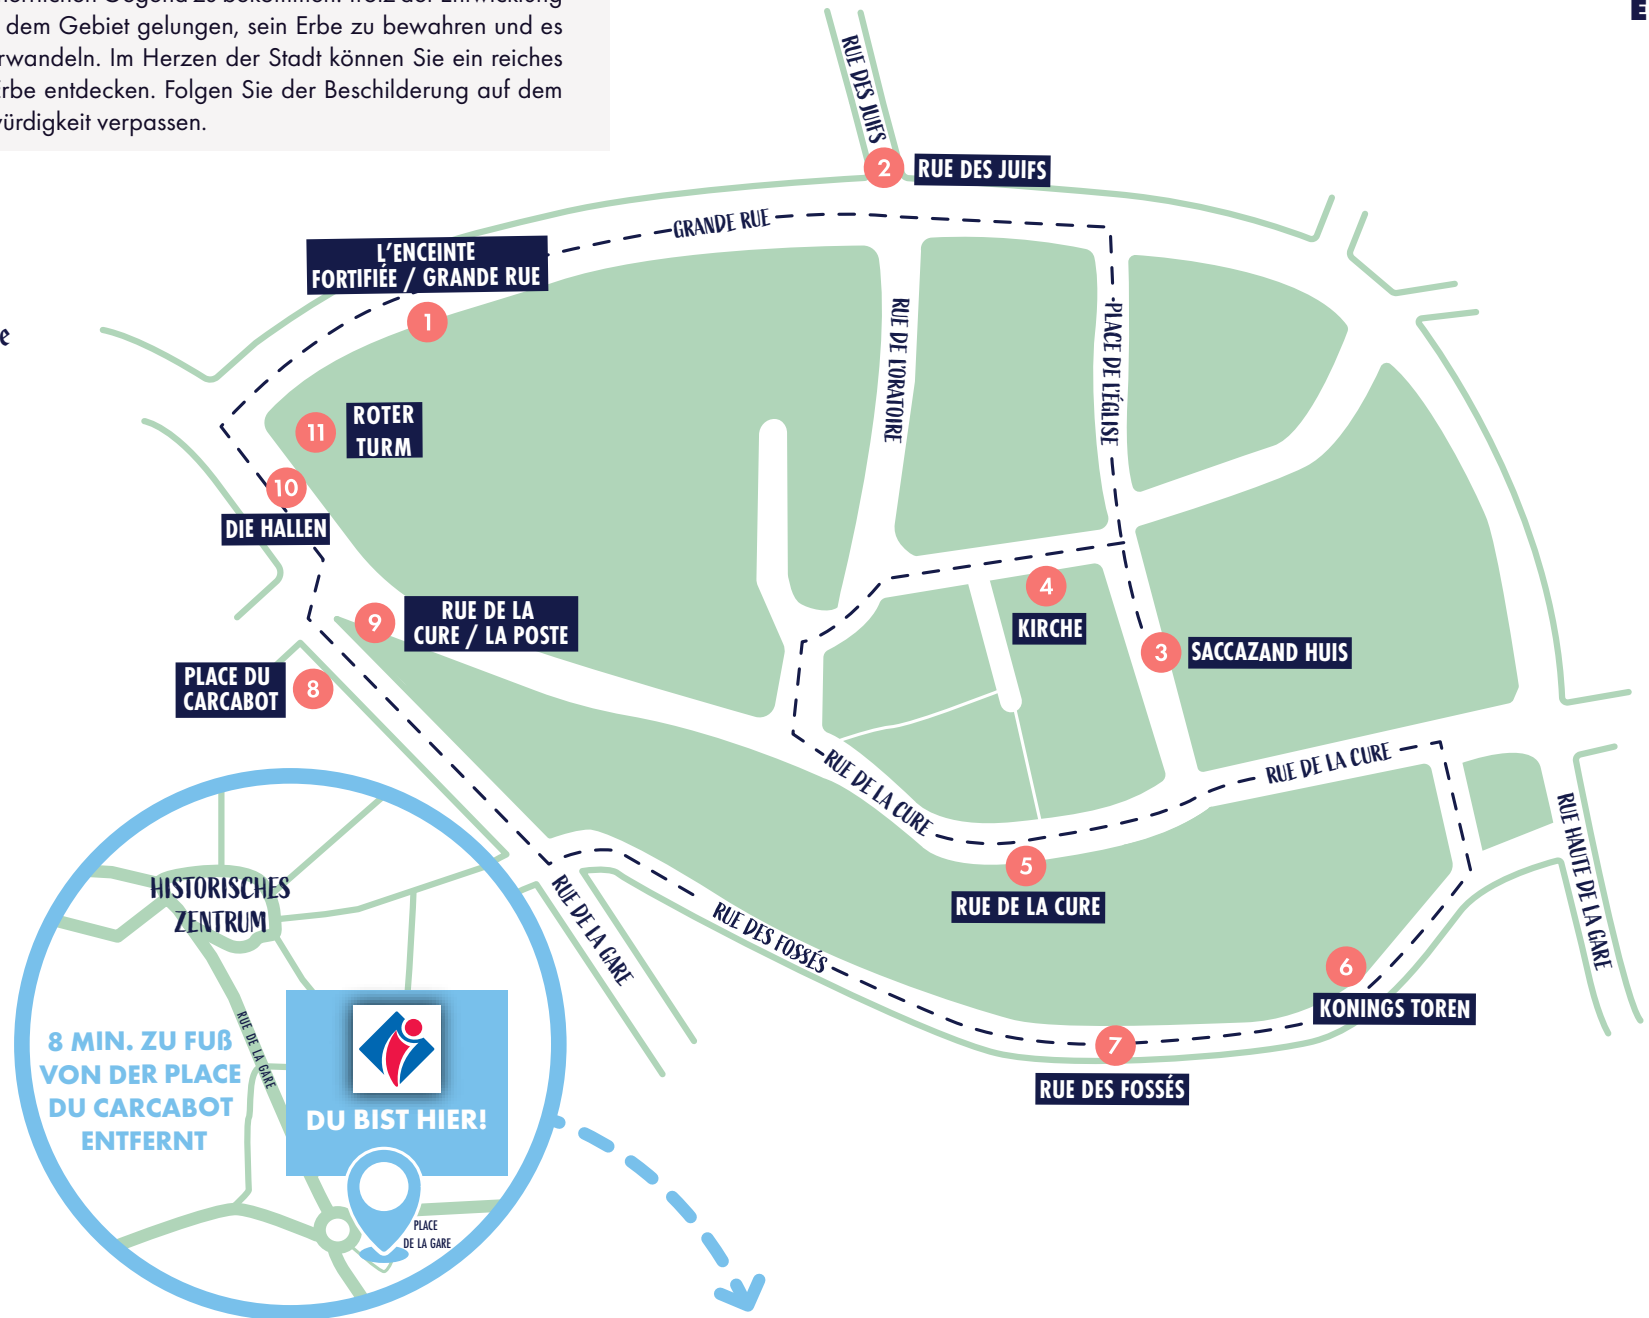 dem Gebiet gelungen, sein Erbe zu bewahren und es
rwandeln. Im Herzen der Stadt können Sie ein reiches
Erbe entdecken. Folgen Sie der Beschilderung auf dem
würdigkeit verpassen.
E
e
RUE DES JUIFS
2
RUE DES JUIFS
GRANDE RUE
L'ENCEINTE
FORTIFIÉE / GRANDE RUE
1
RUE DE L'ORATOIRE
PLACE DE L'ÉGLISE
11
ROTER
TURM
10
DIE HALLEN
4
KIRCHE
3
SACCAZAND HUIS
9
RUE DE LA
CURE / LA POSTE
PLACE DU
CARCABOT
8
RUE DE LA CURE
RUE DE LA CURE
RUE HAUTE DE LA GARE
5
RUE DE LA CURE
RUE DE LA GARE
RUE DES FOSSÉS
6
KONINGS TOREN
7
RUE DES FOSSÉS
HISTORISCHES
ZENTRUM
RUE DE LA GARE
8 MIN. ZU FUß
VON DER PLACE
DU CARCABOT
ENTFERNT
DU BIST HIER!
PLACE
DE LA GARE